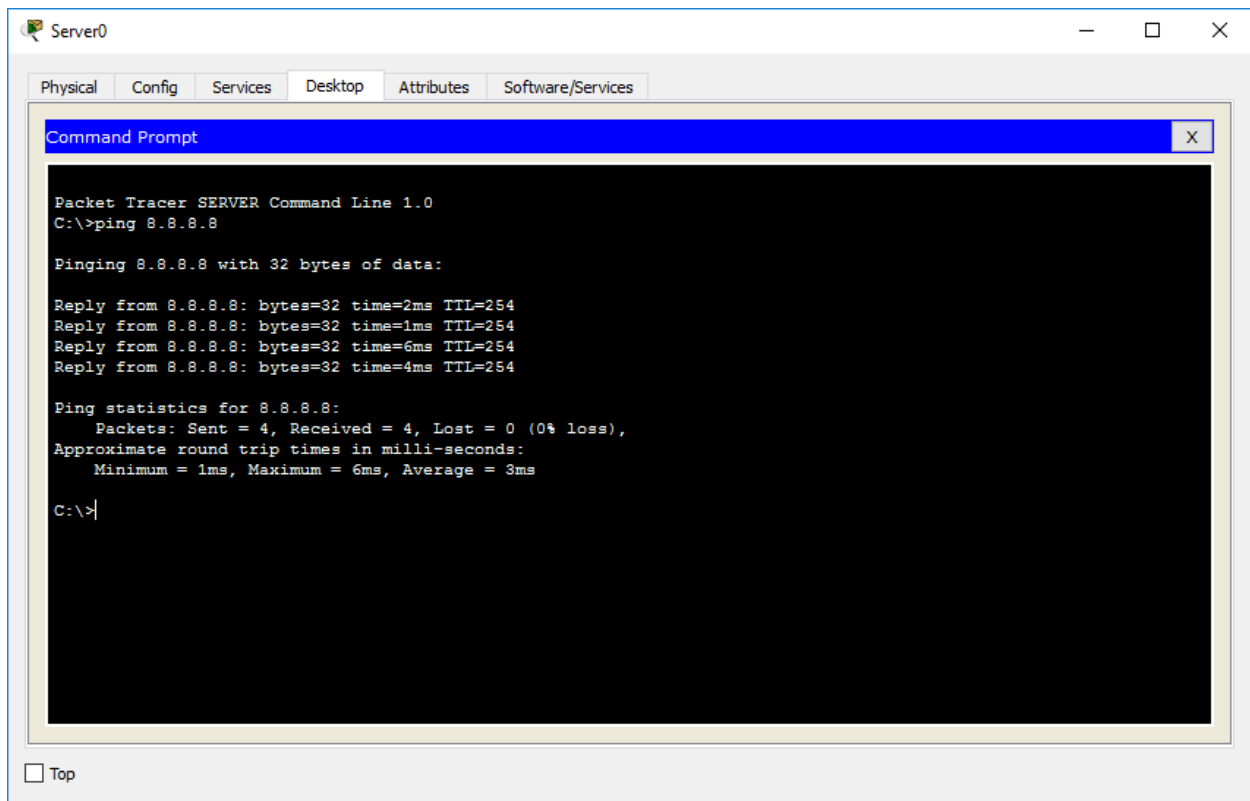 Server0
Physical Config Services Desktop Attributes Software/Services
Command Prompt X
Packet Tracer SERVER Command Line 1.0
C:\>ping 8.8.8.8
Pinging 8.8.8.8 with 32 bytes of data:
Reply from 8.8.8.8: bytes=32 time=2ms TTL=254
Reply from 8.8.8.8: bytes=32 time=1ms TTL=254
Reply from 8.8.8.8: bytes=32 time=6ms TTL=254
Reply from 8.8.8.8: bytes=32 time=4ms TTL=254
Ping statistics for 8.8.8.8:
    Packets: Sent = 4, Received = 4, Lost = 0 (0% loss),
Approximate round trip times in milli-seconds:
    Minimum = 1ms, Maximum = 6ms, Average = 3ms
C:\>
Top